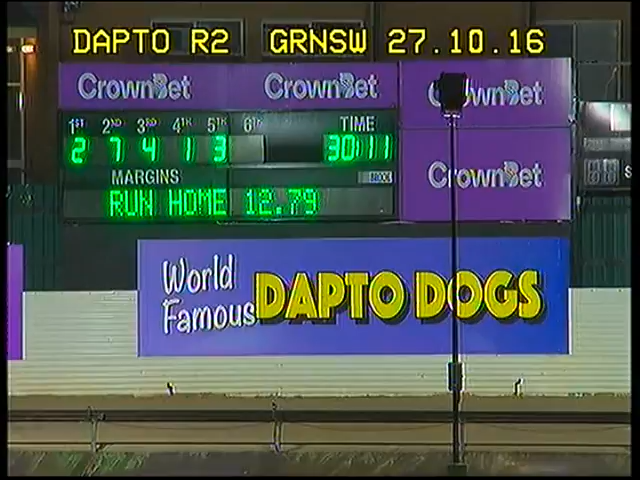 DAPTO R2 GRNSW 27.10.16
CrownBet CrownBet CrownBet
1ST 2ND 3RD 4TH 5TH 6TH TIME
2 7 4 1 3 30:11
MARGINS
CrownBet
RUN HOME 12.79
World Famous DAPTO DOGS